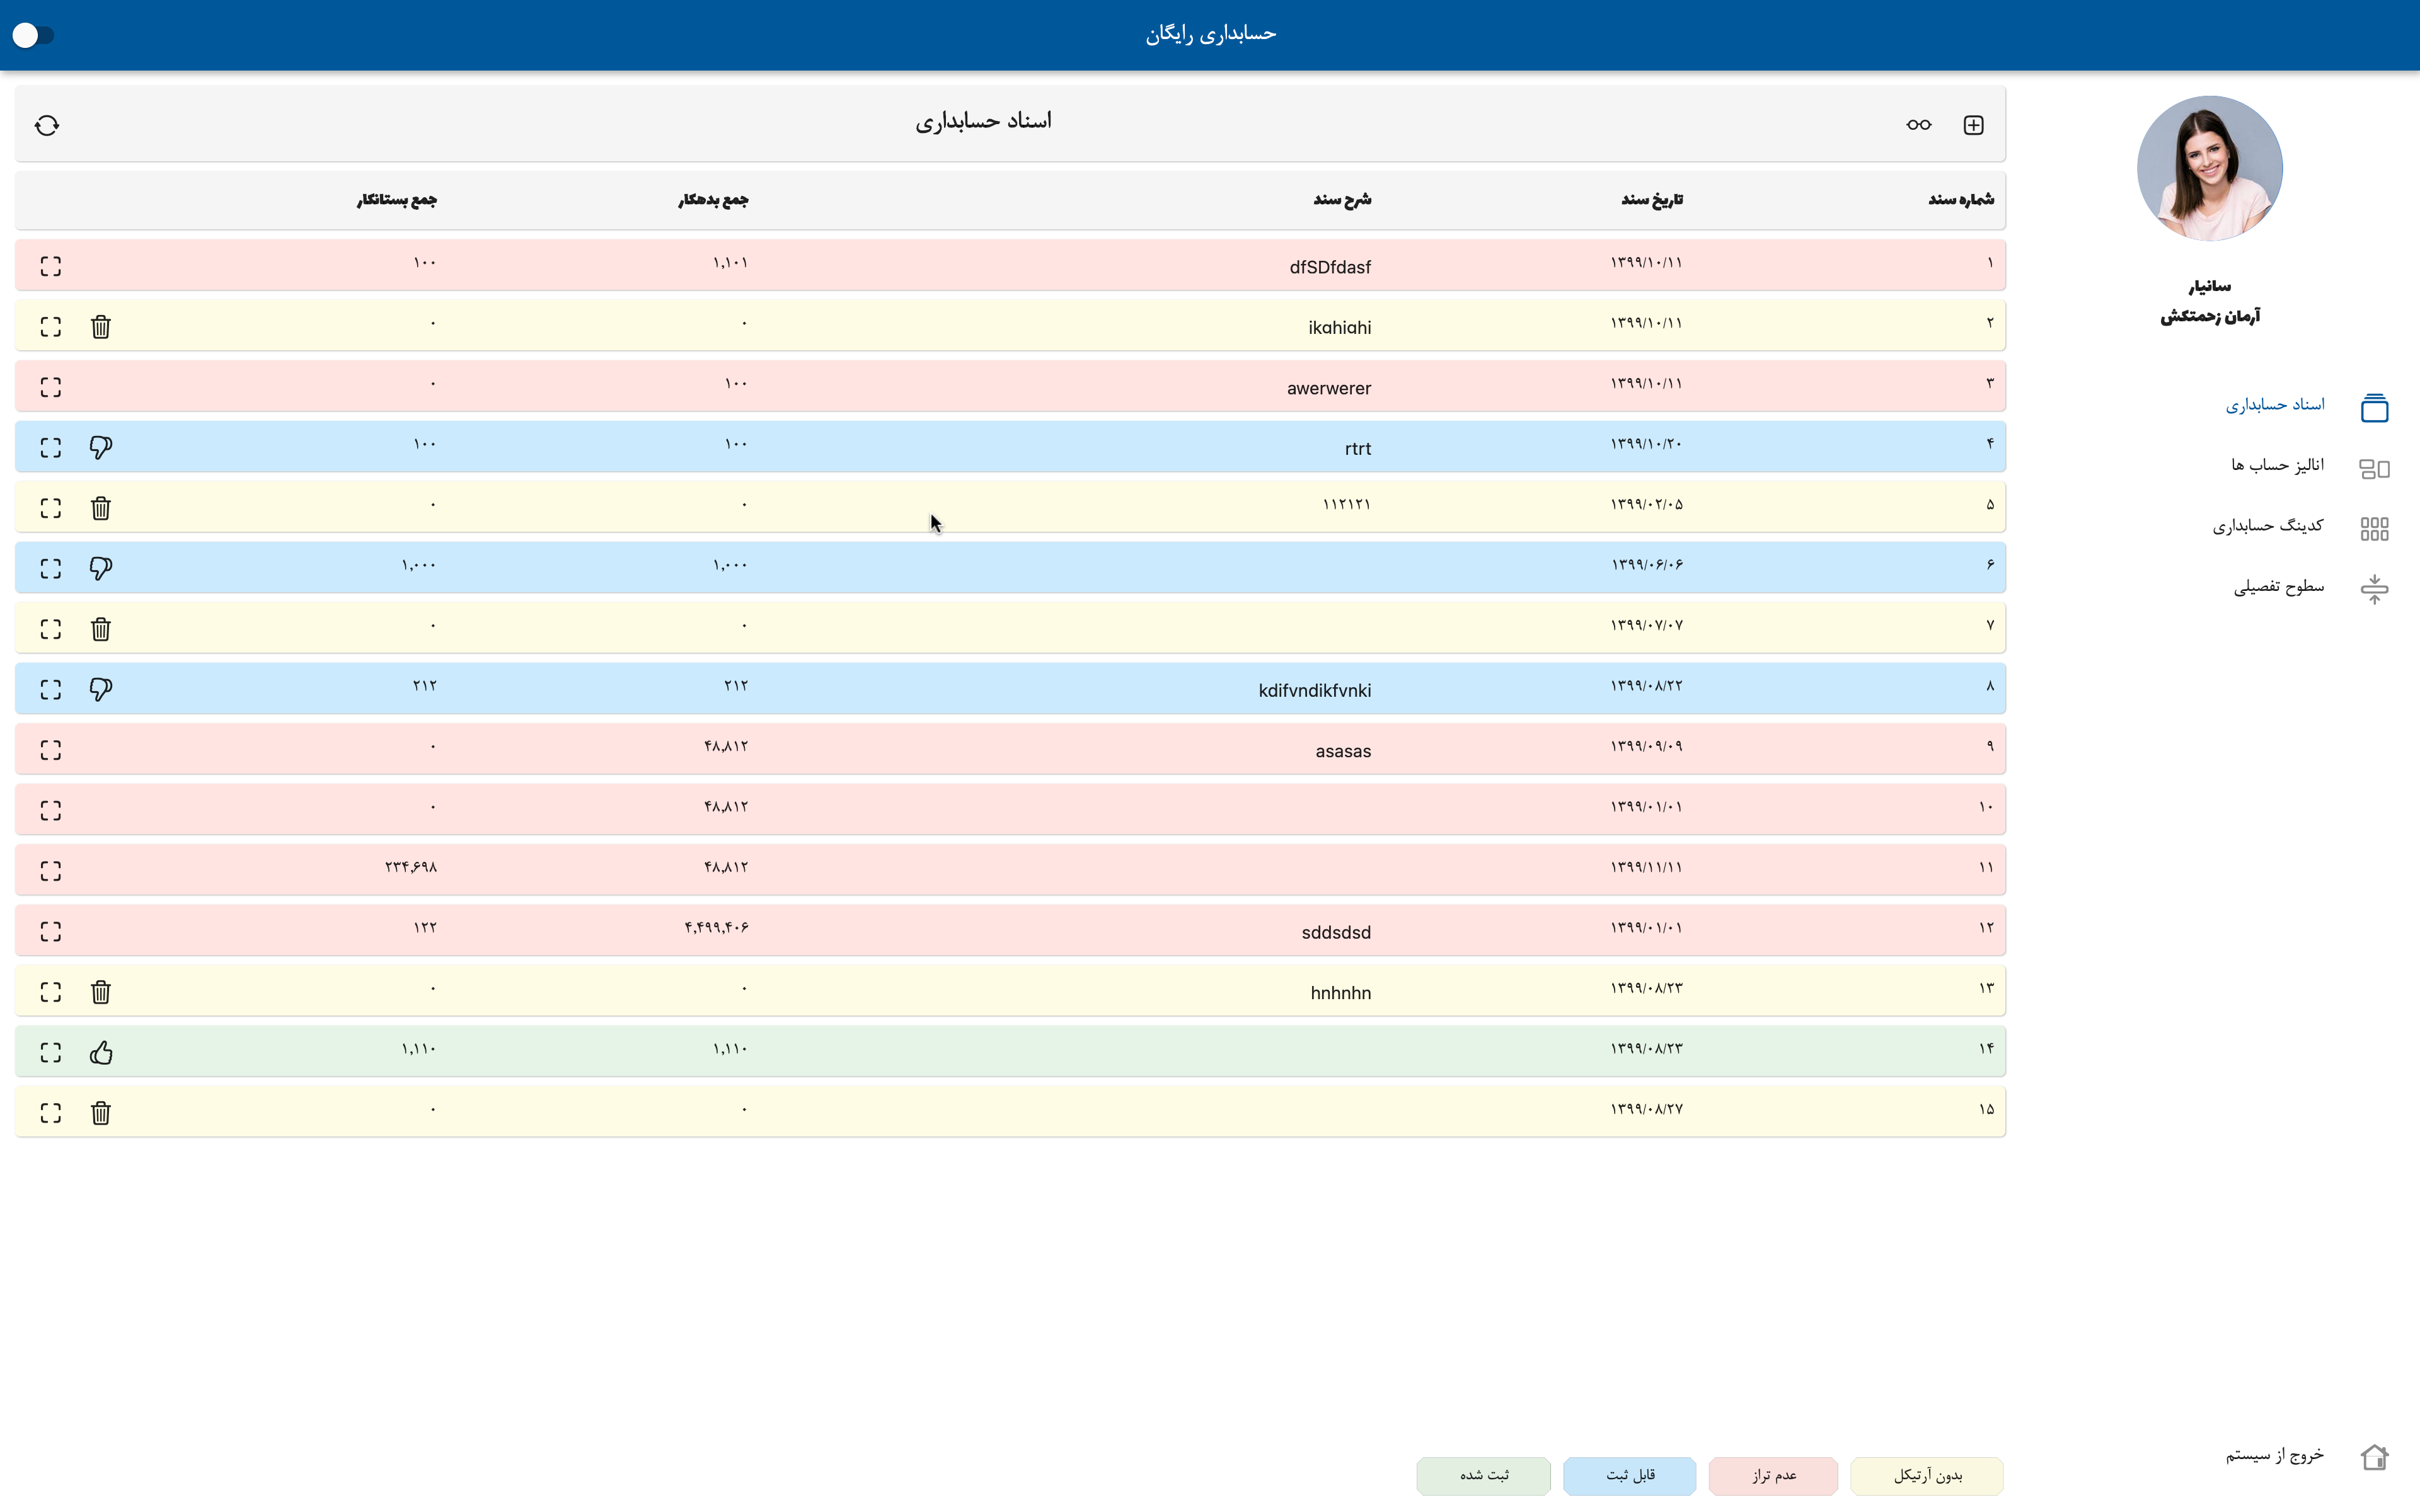 حسابداری رایگان
اسناد حسابداری
شماره سند تاریخ سند شرح سند جمع بدهکار جمع بستانکار
۱ ۱۳۹۹/۱۰/۱۱ dfSDfdasf ۱,۱۰۱ ۱۰۰
۲ ۱۳۹۹/۱۰/۱۱ ikahiahi ۰ ۰
۳ ۱۳۹۹/۱۰/۱۱ awerwerer ۱۰۰ ۰
۴ ۱۳۹۹/۱۰/۲۰ rtrt ۱۰۰ ۱۰۰
۵ ۱۳۹۹/۰۲/۰۵ ۱۱۲۱۲۱ ۰ ۰
۶ ۱۳۹۹/۰۶/۰۶ ۱,۰۰۰ ۱,۰۰۰
۷ ۱۳۹۹/۰۷/۰۷ ۰ ۰
۸ ۱۳۹۹/۰۸/۲۲ kdifvndikfvnki ۲۱۲ ۲۱۲
۹ ۱۳۹۹/۰۹/۰۹ asasas ۴۸,۸۱۲ ۰
۱۰ ۱۳۹۹/۰۱/۰۱ ۴۸,۸۱۲ ۰
۱۱ ۱۳۹۹/۱۱/۱۱ ۴۸,۸۱۲ ۲۳۴,۶۹۸
۱۲ ۱۳۹۹/۰۱/۰۱ sddsdsd ۴,۴۹۹,۴۰۶ ۱۲۲
۱۳ ۱۳۹۹/۰۸/۲۳ hnhnhn ۰ ۰
۱۴ ۱۳۹۹/۰۸/۲۳ ۱,۱۱۰ ۱,۱۱۰
۱۵ ۱۳۹۹/۰۸/۲۷ ۰ ۰
بدون آرتیکل عدم تراز قابل ثبت ثبت شده
سانیار
آرمان زحمتکش
اسناد حسابداری
انالیز حساب ها
کدینگ حسابداری
سطوح تفصیلی
خروج از سیستم